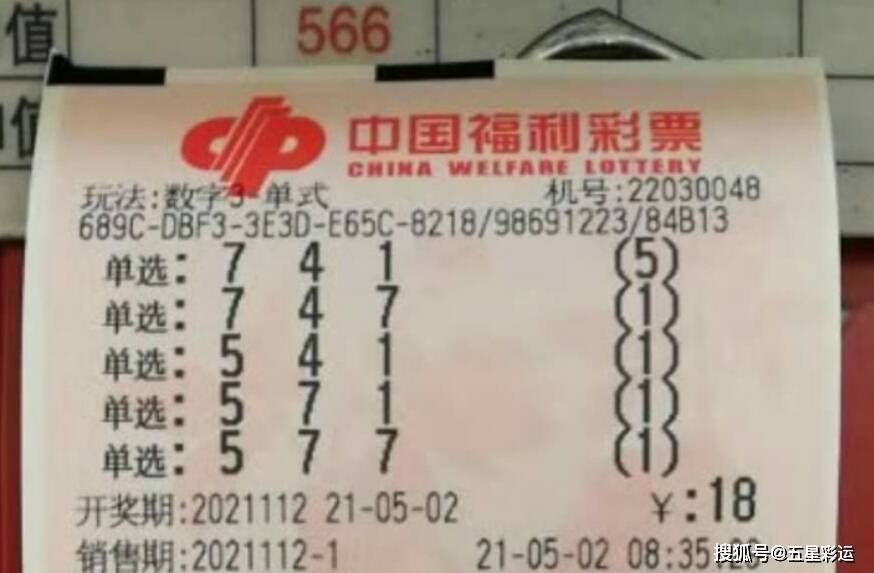 值 566
中国福利彩票
CHINA WELFARE LOTTERY
玩法:数字3-单式 机号:22030048
689C-DBF3-3E3D-E65C-8218/98691223/84B13
单选: 7 4 1 (5)
单选: 7 4 7 (1)
单选: 5 4 1 (1)
单选: 5 7 1 (1)
单选: 5 7 7 (1)
开奖期:2021112 21-05-02 ¥:18
销售期:2021112-1 21-05-02 08:35:
搜狐号@五星彩运